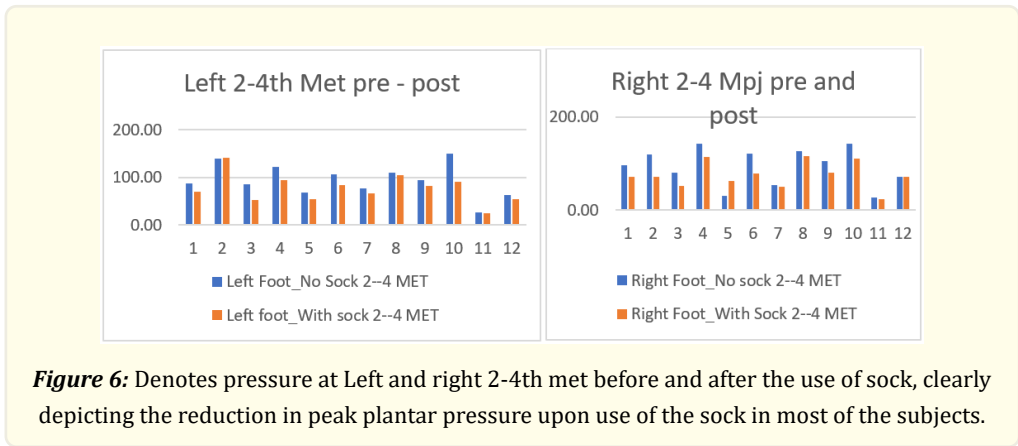 Left 2-4th Met pre - post
200.00
100.00
0.00
1 2 3 4 5 6 7 8 9 10 11 12
Left Foot_No Sock 2--4 MET
Left foot_With sock 2--4 MET
Right 2-4 Mpj pre and
post
200.00
0.00
1 2 3 4 5 6 7 8 9 10 11 12
Right Foot_No sock 2--4 MET
Right Foot_With Sock 2--4 MET
Figure 6: Denotes pressure at Left and right 2-4th met before and after the use of sock, clearly
depicting the reduction in peak plantar pressure upon use of the sock in most of the subjects.